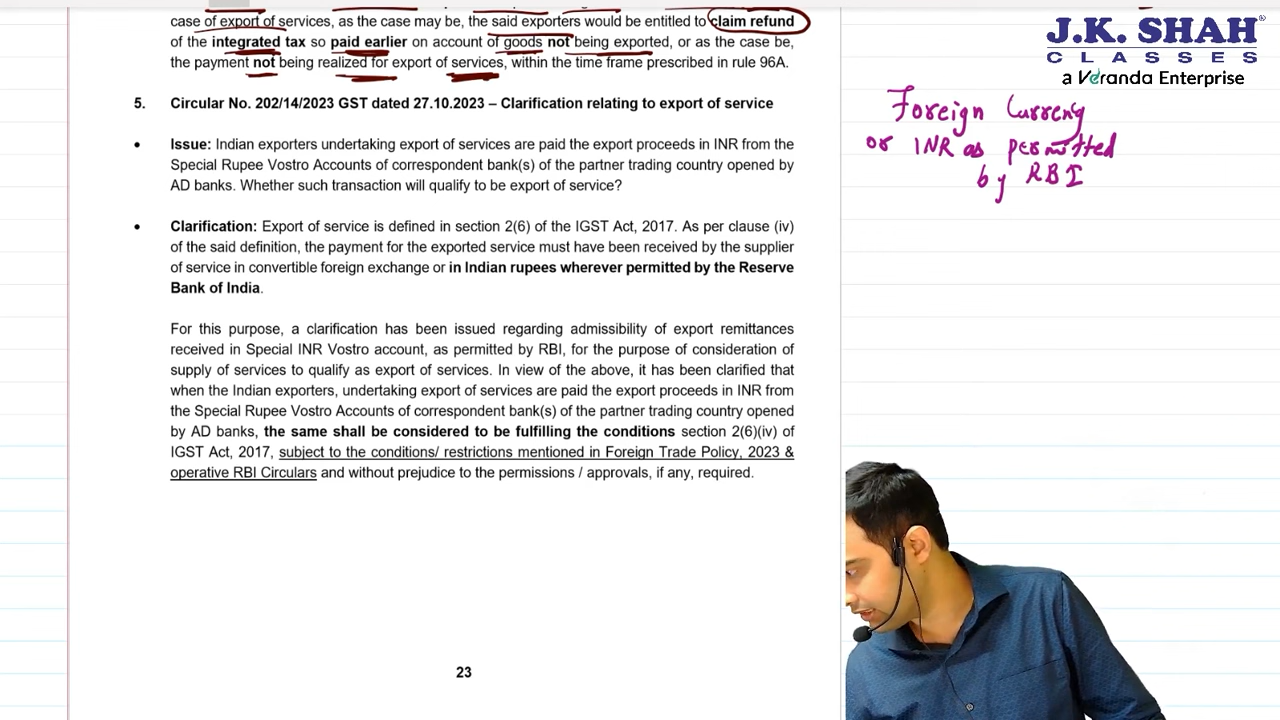 case of export of services, as the case may be, the said exporters would be entitled to claim refund
of the integrated tax so paid earlier on account of goods not being exported, or as the case be,
the payment not being realized for export of services, within the time frame prescribed in rule 96A.
J.K. SHAH®
CLASSES
a Veranda Enterprise
5. Circular No. 202/14/2023 GST dated 27.10.2023 – Clarification relating to export of service
Foreign Currency
or INR as permitted
by RBI
• Issue: Indian exporters undertaking export of services are paid the export proceeds in INR from the
Special Rupee Vostro Accounts of correspondent bank(s) of the partner trading country opened by
AD banks. Whether such transaction will qualify to be export of service?
• Clarification: Export of service is defined in section 2(6) of the IGST Act, 2017. As per clause (iv)
of the said definition, the payment for the exported service must have been received by the supplier
of service in convertible foreign exchange or in Indian rupees wherever permitted by the Reserve
Bank of India.
For this purpose, a clarification has been issued regarding admissibility of export remittances
received in Special INR Vostro account, as permitted by RBI, for the purpose of consideration of
supply of services to qualify as export of services. In view of the above, it has been clarified that
when the Indian exporters, undertaking export of services are paid the export proceeds in INR from
the Special Rupee Vostro Accounts of correspondent bank(s) of the partner trading country opened
by AD banks, the same shall be considered to be fulfilling the conditions section 2(6)(iv) of
IGST Act, 2017, subject to the conditions/ restrictions mentioned in Foreign Trade Policy, 2023 &
operative RBI Circulars and without prejudice to the permissions / approvals, if any, required.
23